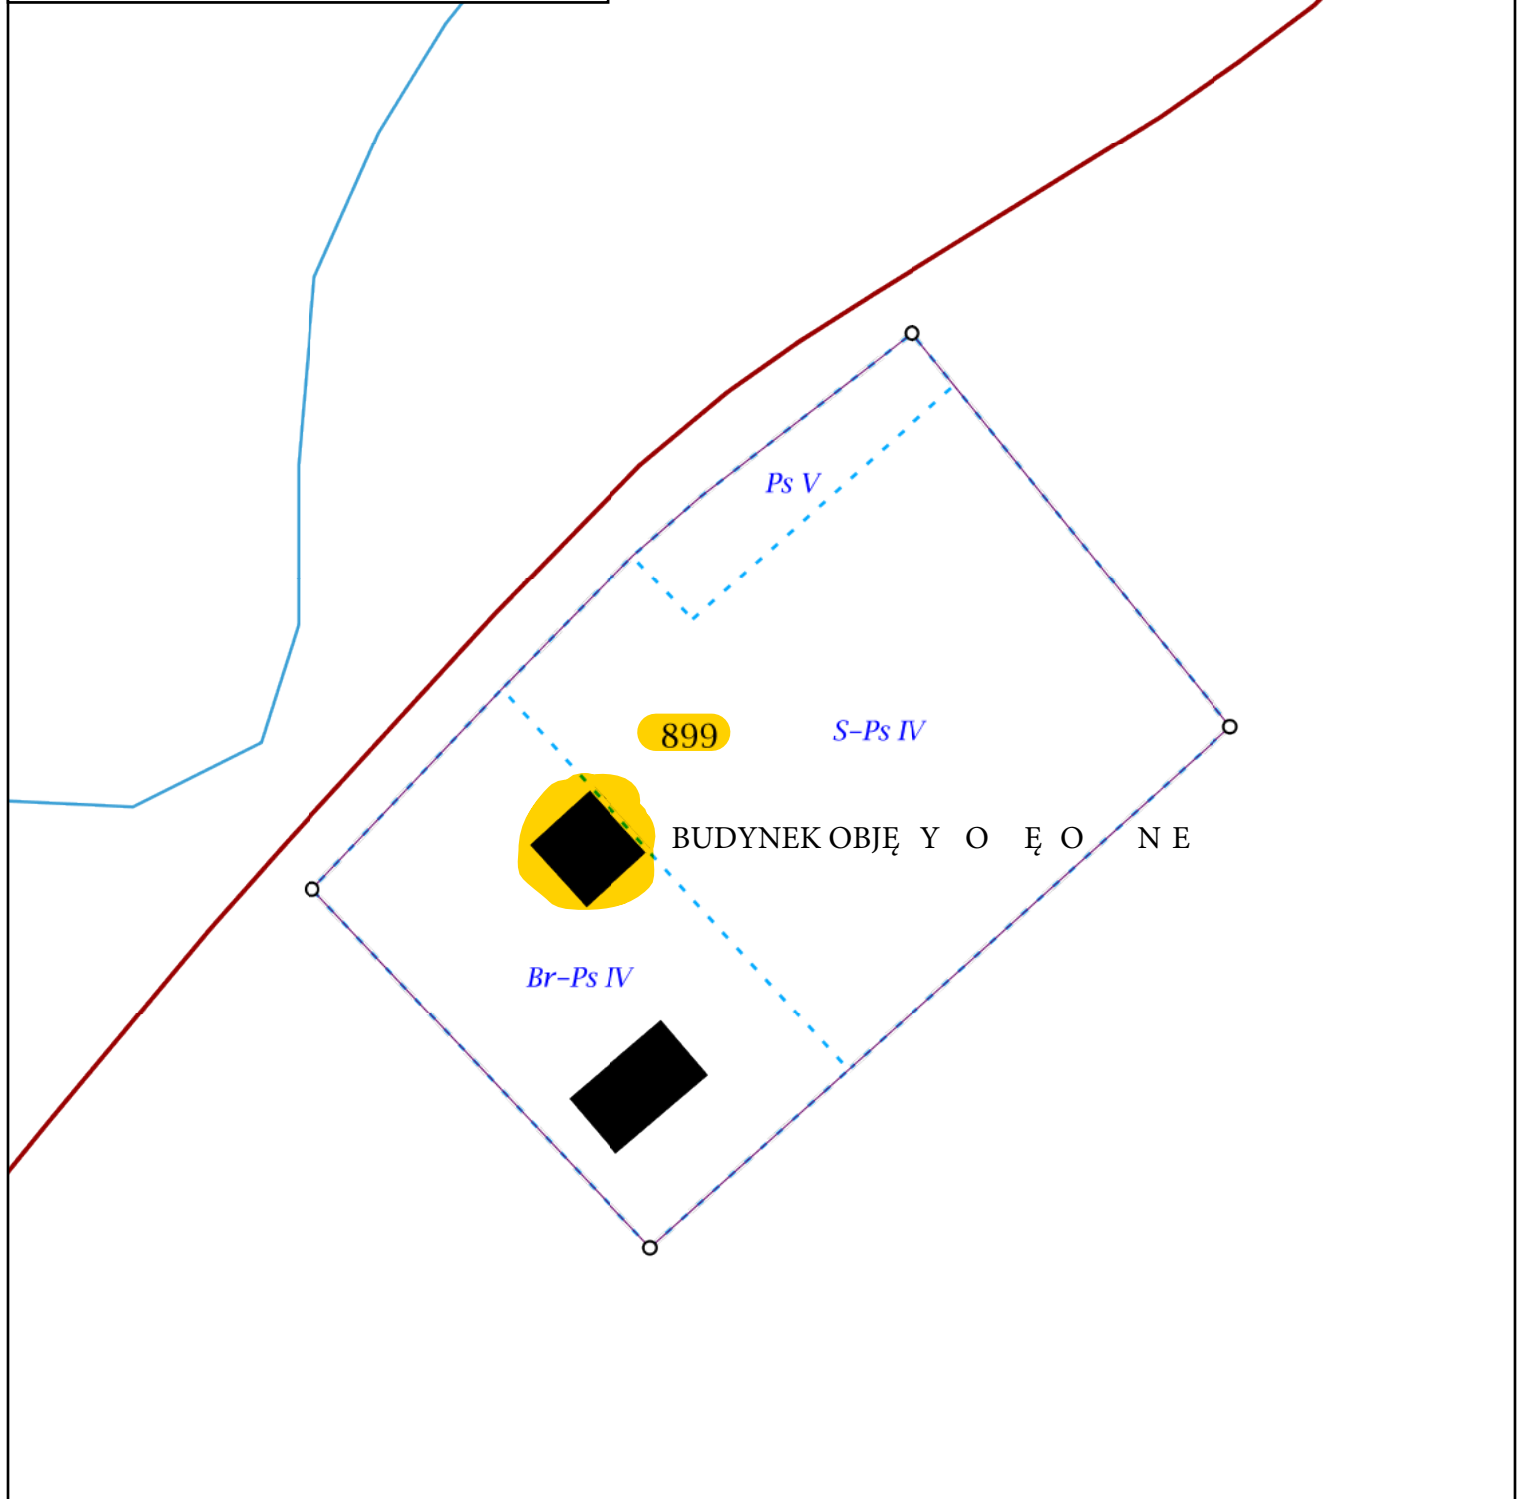 Ps V
899
S-Ps IV
BUDYNEK OBJĘ Y O Ę O N E
Br-Ps IV